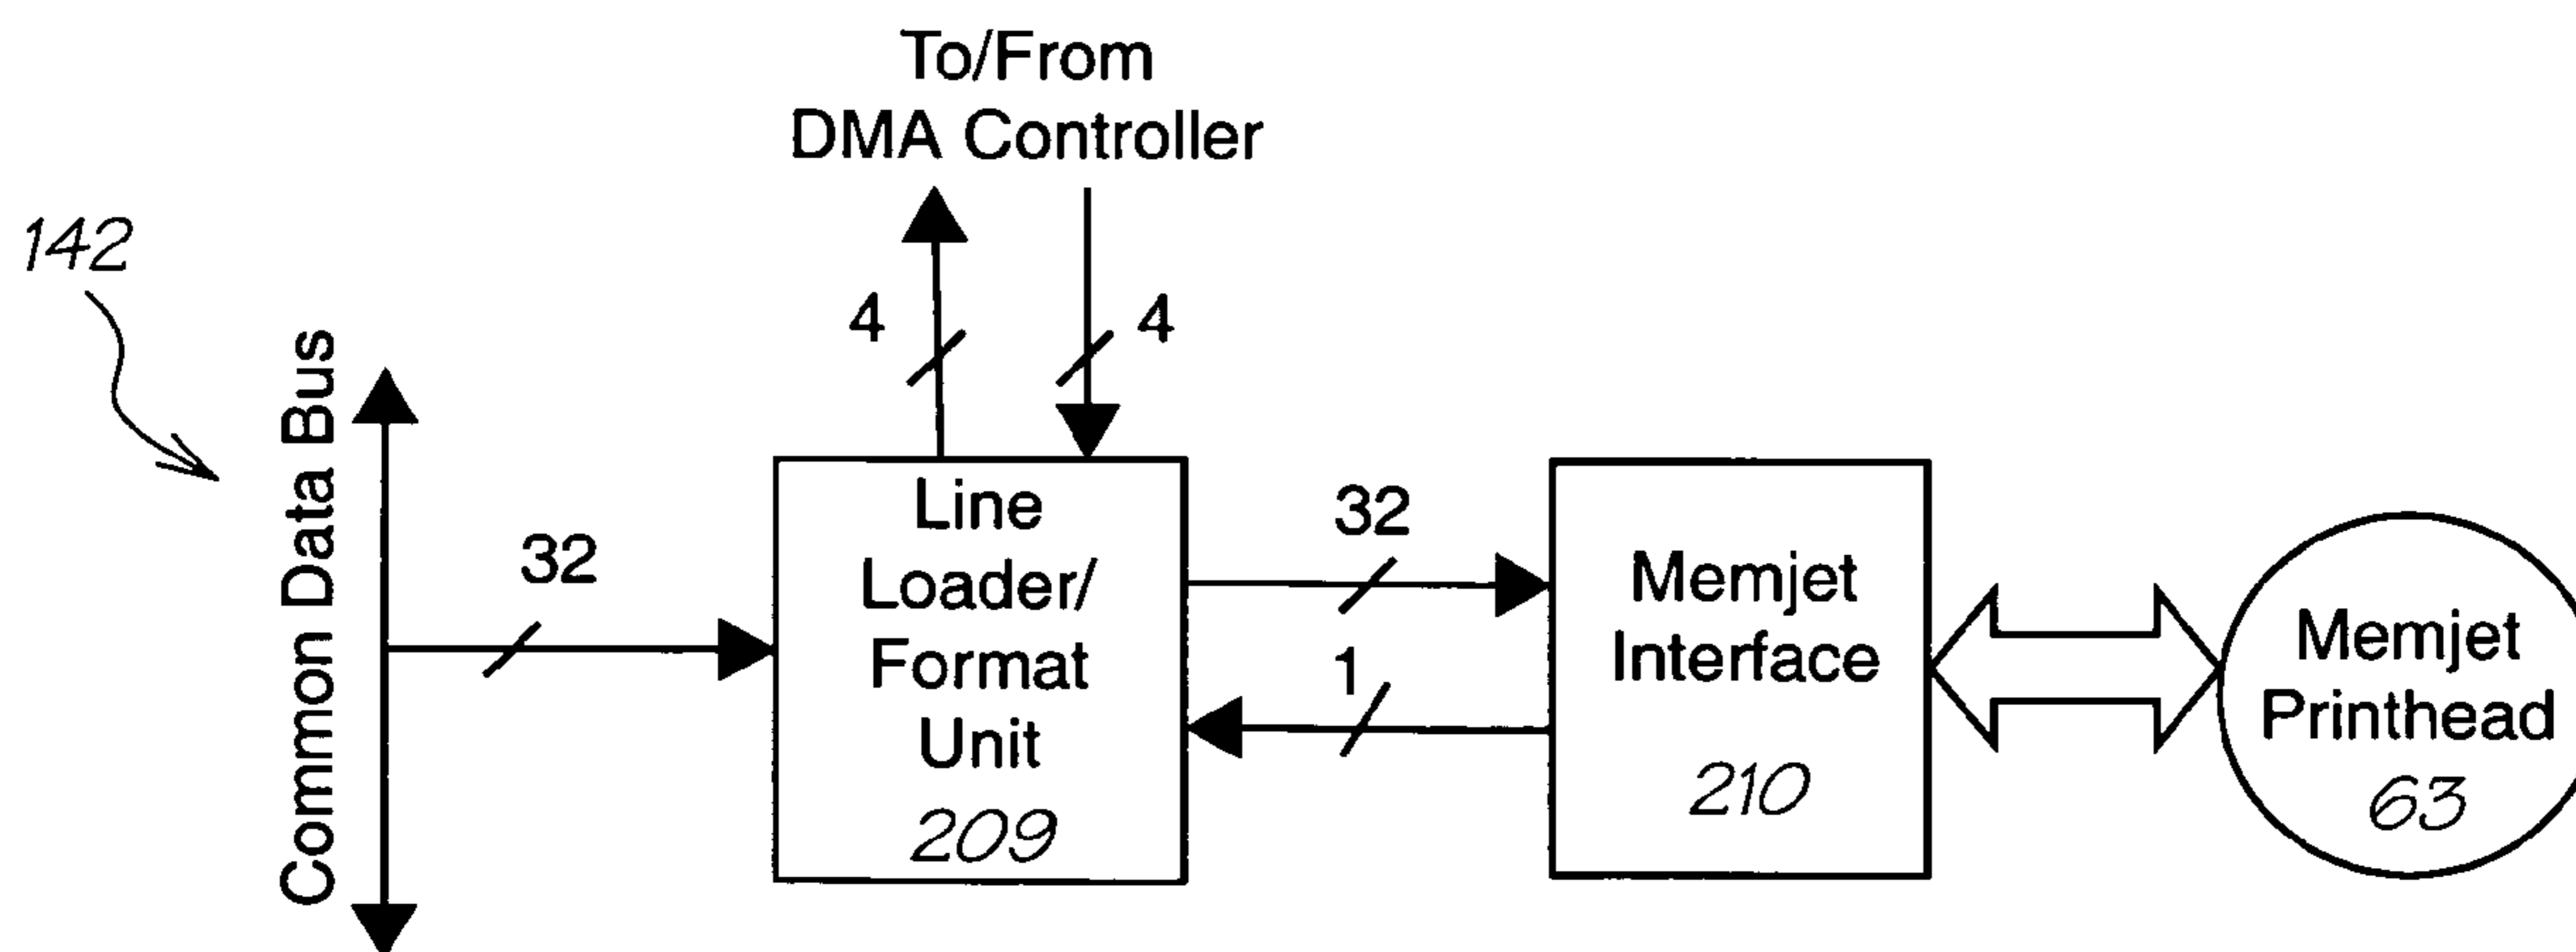 To/From
DMA Controller
142
4
4
Common Data Bus
32
Line
Loader/
Format
Unit
209
32
1
Memjet
Interface
210
Memjet
Printhead
63